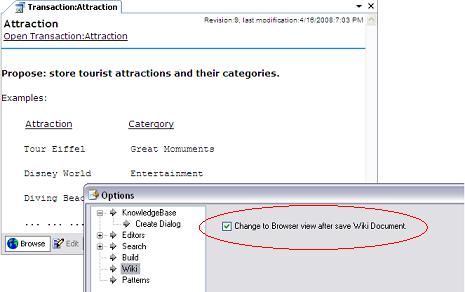 Transaction:Attraction
Revision:9, last modification:4/16/2008:7:03 PM
Attraction
Open Transaction:Attraction
Propose: store tourist attractions and their categories.
Examples:
Attraction Catergory
Tour Eiffel Great Momuments
Disney World Entertainment
Diving Beac
... ... ...
Browse Edit
Options
KnowledgeBase
Create Dialog
Editors
Search
Build
Wiki
Patterns
Change to Browser view after save Wiki Document